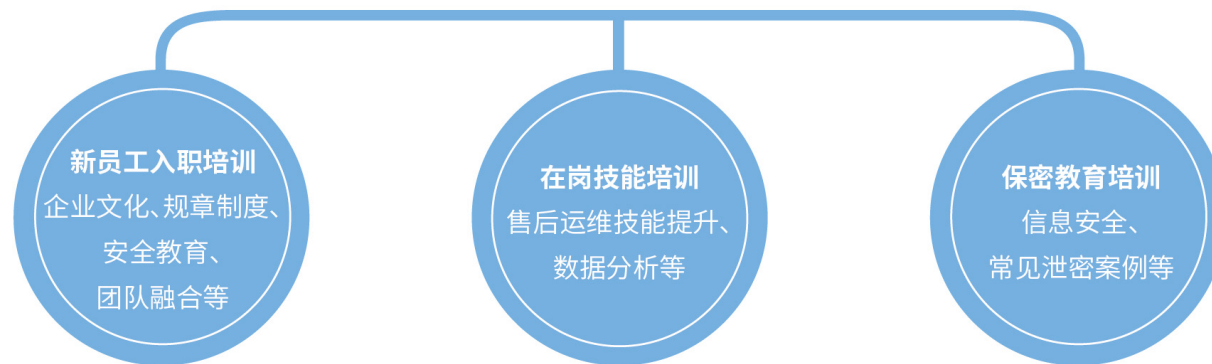 新员工入职培训
企业文化、规章制度、
安全教育、
团队融合等
在岗技能培训
售后运维技能提升、
数据分析等
保密教育培训
信息安全、
常见泄密案例等